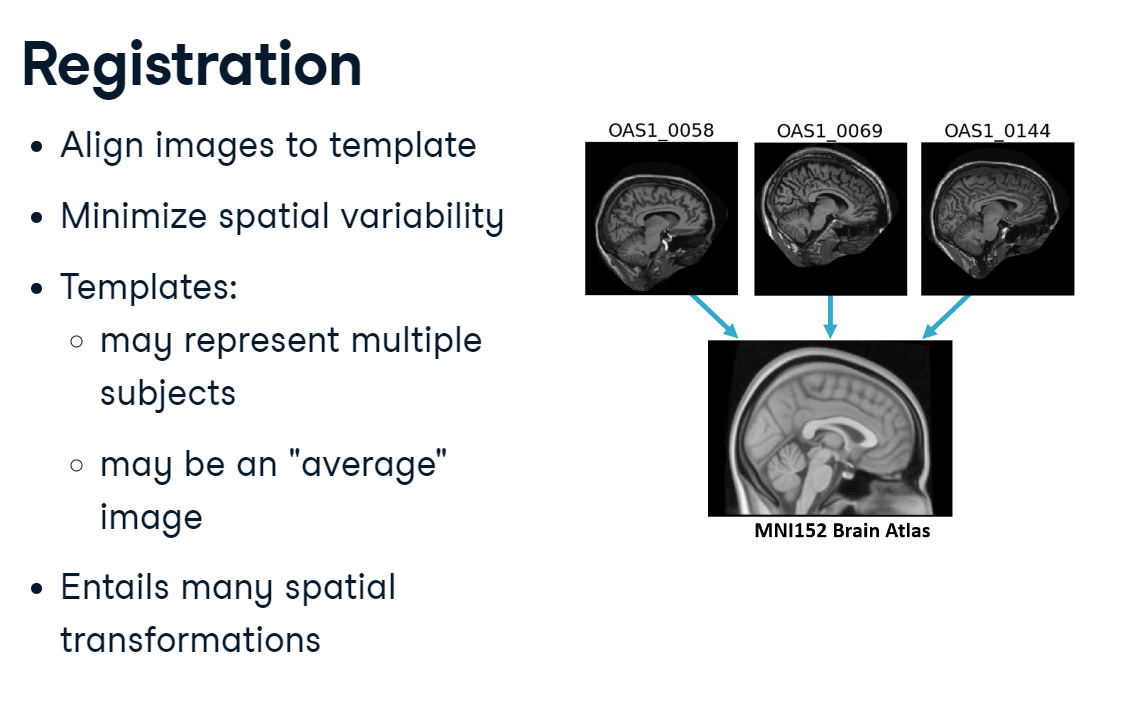 Registration
• Align images to template
• Minimize spatial variability
• Templates:
○ may represent multiple
subjects
○ may be an "average"
image
• Entails many spatial
transformations
OAS1_0058
OAS1_0069
OAS1_0144
MNI152 Brain Atlas